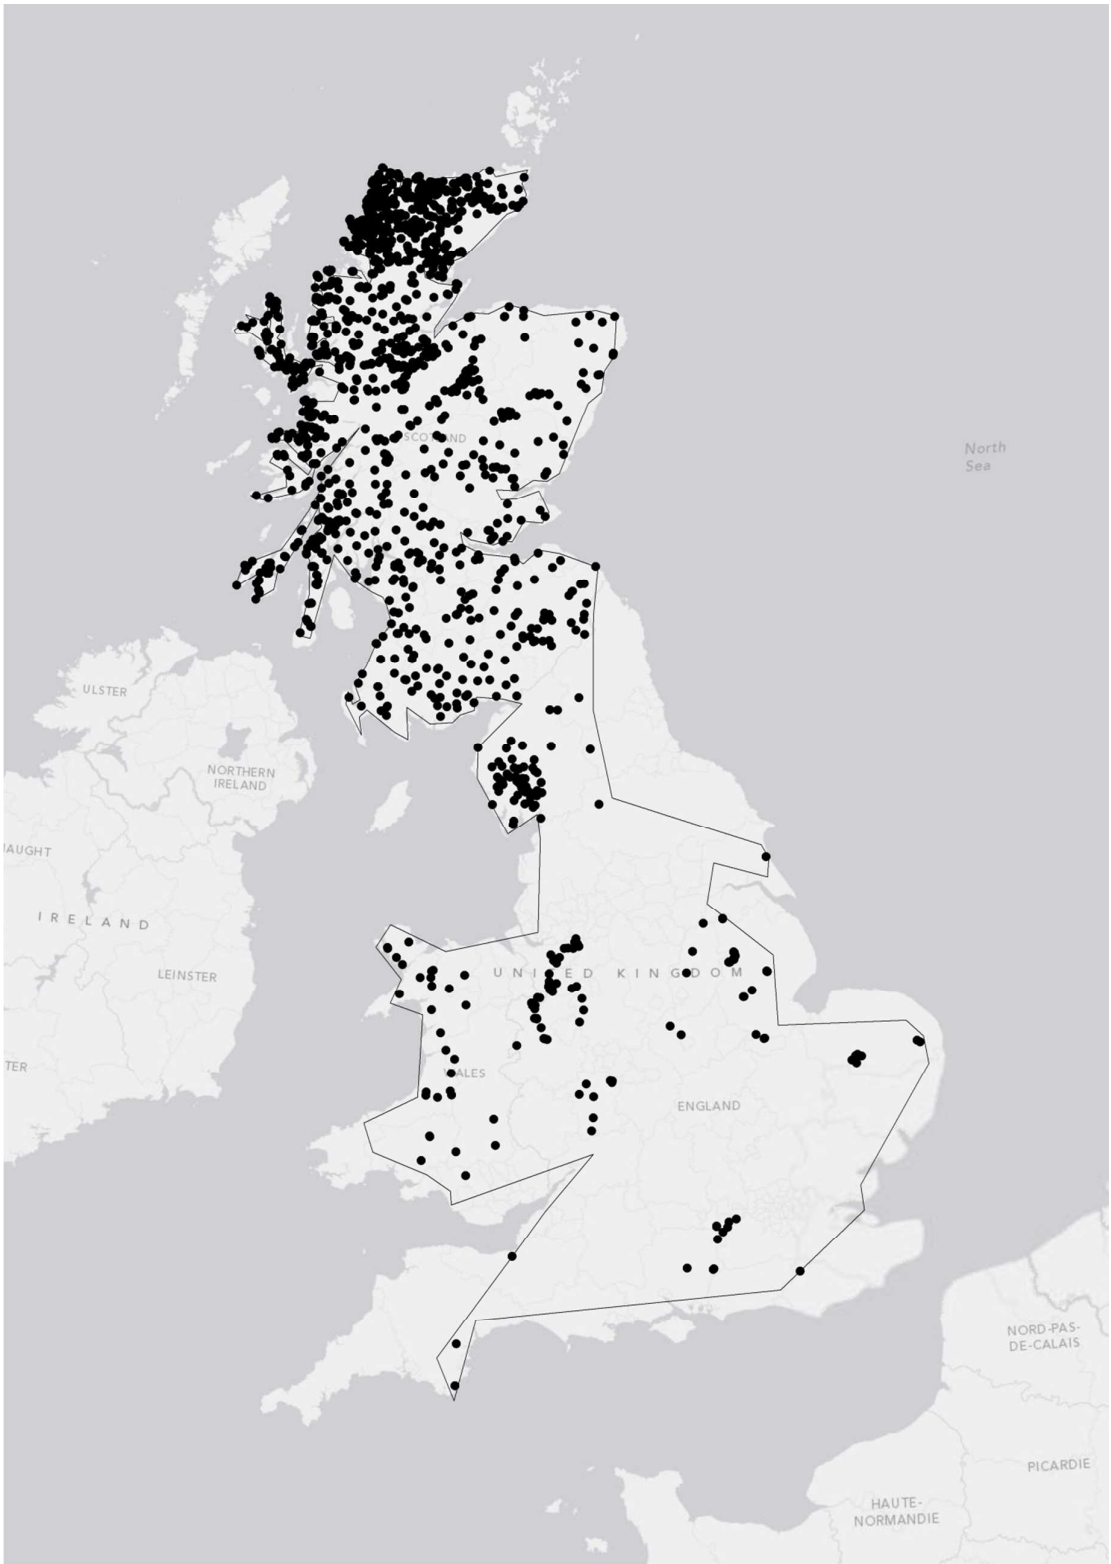 SCOTLAND
North
Sea
ULSTER
NORTHERN
IRELAND
AUGHT
IRELAND
LEINSTER
UNITED KINGDOM
TER
WALES
ENGLAND
NORD-PAS-
DE-CALAIS
PICARDIE
HAUTE-
NORMANDIE